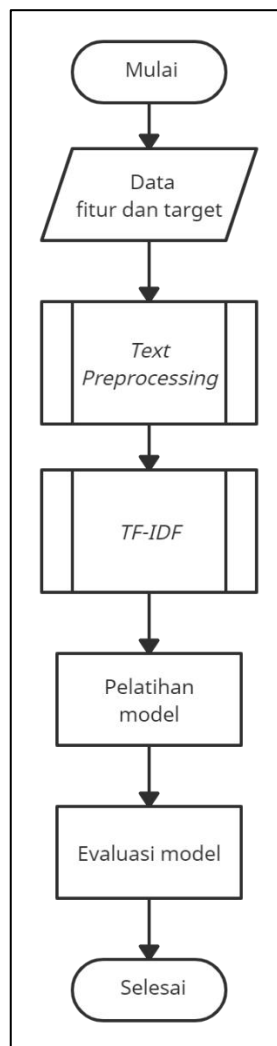 Mulai
Data
fitur dan target
Text
Preprocessing
TF-IDF
Pelatihan
model
Evaluasi model
Selesai